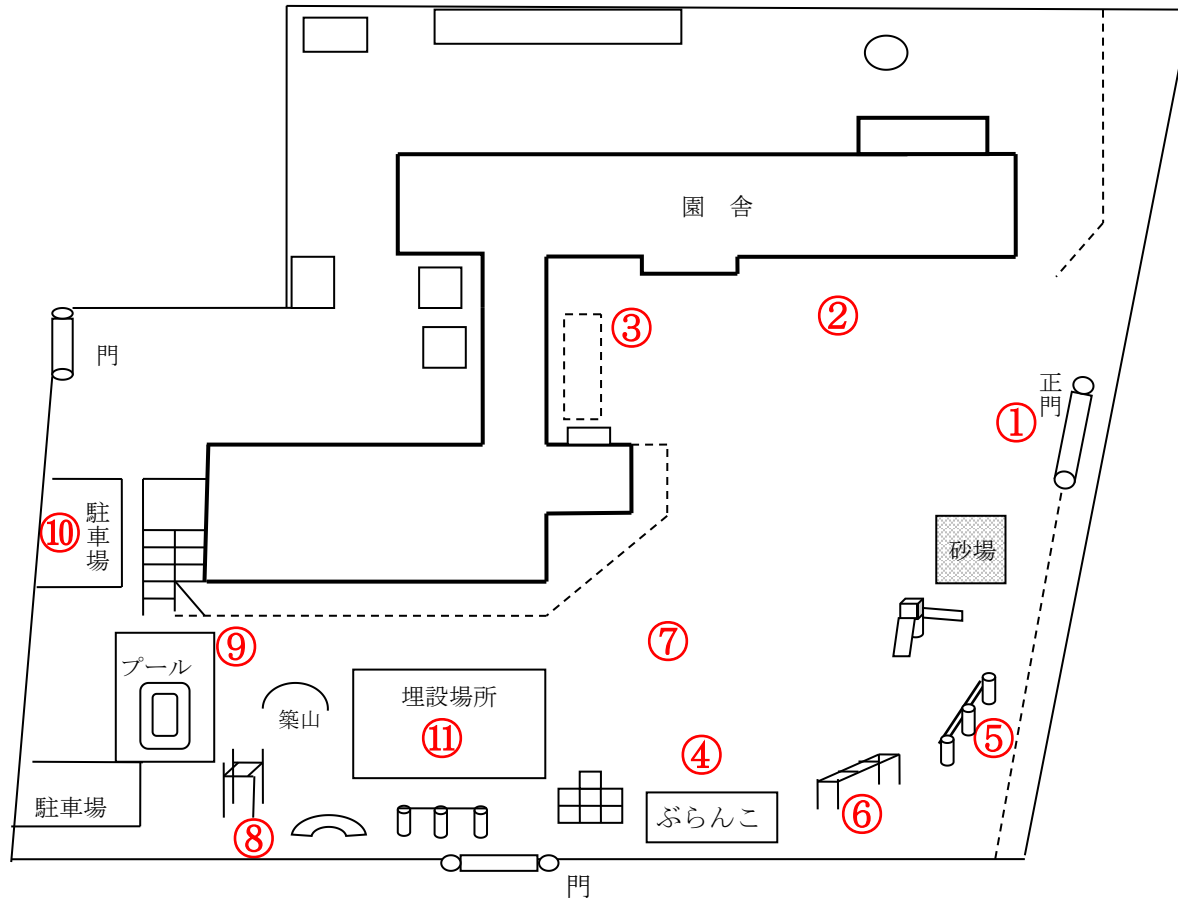 園　舎
③
②
門
正門
①
駐車場
⑩
砂場
⑦
⑨
プール
埋設場所
築山
⑪
④
⑤
駐車場
ぶらんこ
⑥
⑧
門